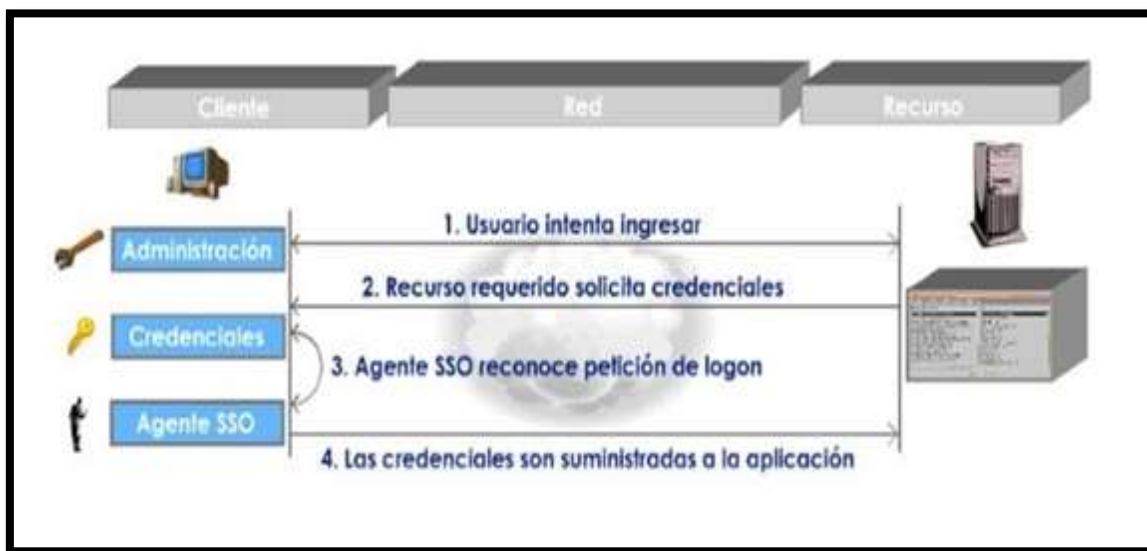 Cliente
Red
Recurso
1. Usuario intenta ingresar
Administración
2. Recurso requerido solicita credenciales
Credenciales
3. Agente SSO reconoce petición de logon
Agente SSO
4. Las credenciales son suministradas a la aplicación